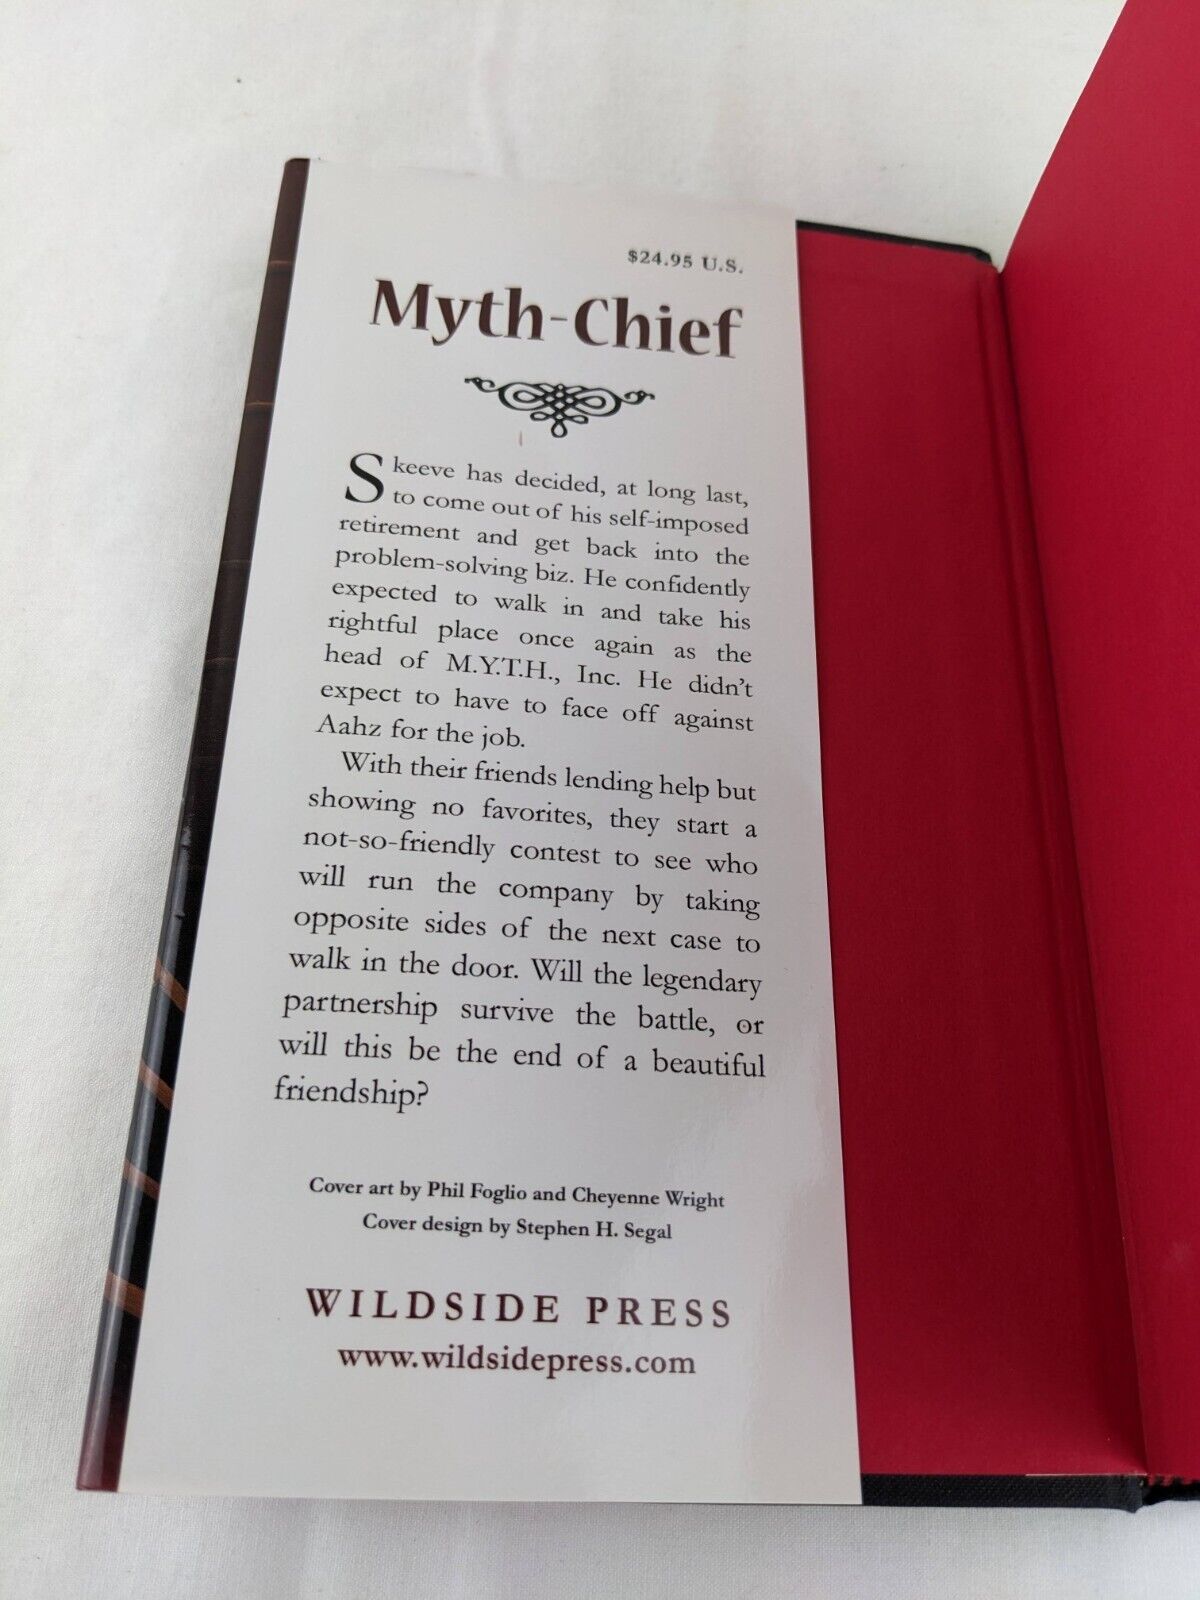 $24.95 U.S.
Myth-Chief
Skeeve has decided, at long last,
to come out of his self-imposed
retirement and get back into the
problem-solving biz. He confidently
expected to walk in and take his
rightful place once again as the
head of M.Y.T.H., Inc. He didn't
expect to have to face off against
Aahz for the job.
With their friends lending help but
showing no favorites, they start a
not-so-friendly contest to see who
will run the company by taking
opposite sides of the next case to
walk in the door. Will the legendary
partnership survive the battle, or
will this be the end of a beautiful
friendship?
Cover art by Phil Foglio and Cheyenne Wright
Cover design by Stephen H. Segal
WILDSIDE PRESS
www.wildsidepress.com